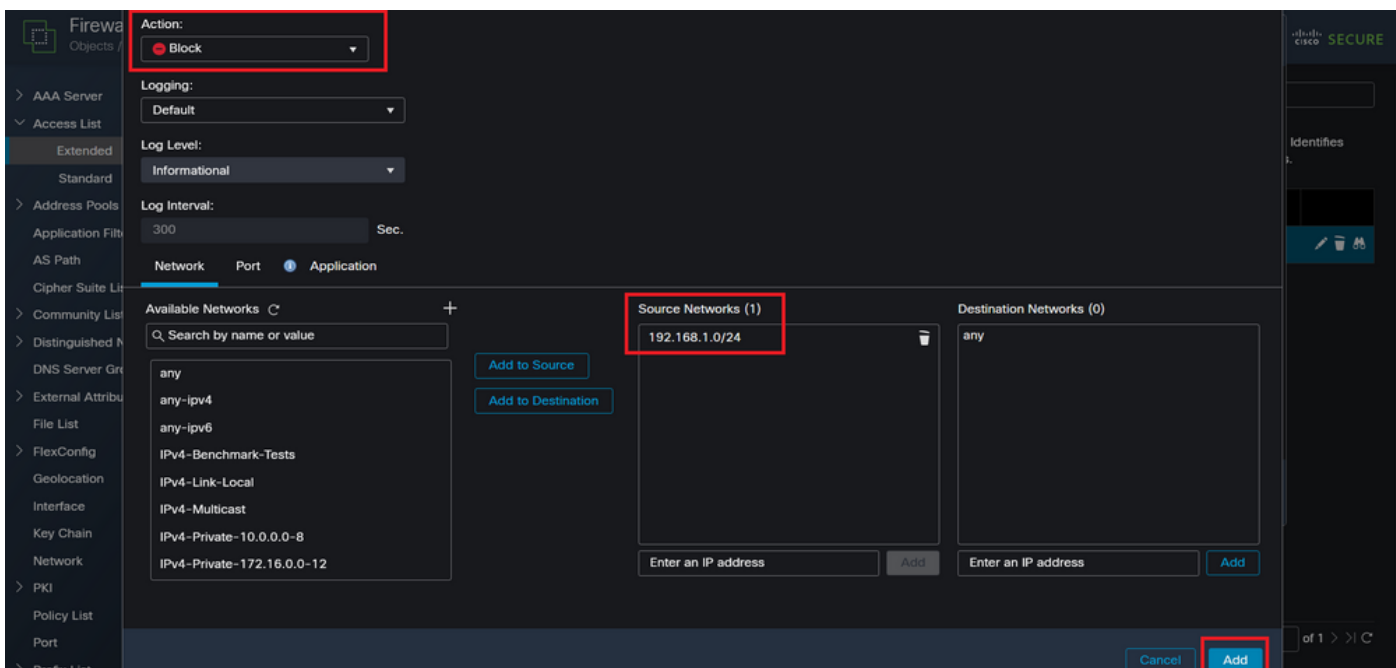 Firewa
Objects /
cisco SECURE
Action:
Block
Logging:
Default
Log Level:
Informational
Log Interval:
300 Sec.
Network Port Application
Available Networks
Search by name or value
any
any-ipv4
any-ipv6
IPv4-Benchmark-Tests
IPv4-Link-Local
IPv4-Multicast
IPv4-Private-10.0.0.0-8
IPv4-Private-172.16.0.0-12
Add to Source
Add to Destination
Source Networks (1)
192.168.1.0/24
Enter an IP address Add
Destination Networks (0)
any
Enter an IP address Add
Cancel Add
AAA Server
Access List
Extended
Standard
Address Pools
Application Filt
AS Path
Cipher Suite Lis
Community List
Distinguished N
DNS Server Gro
External Attribu
File List
FlexConfig
Geolocation
Interface
Key Chain
Network
PKI
Policy List
Port
Identifies
of 1